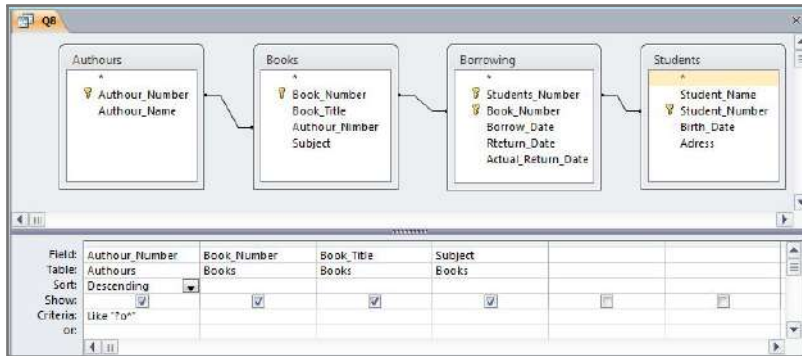 Q8
Authours
*
Authour_Number
Authour_Name
Books
*
Book_Number
Book_Title
Authour_Nimber
Subject
Borrowing
*
Students_Number
Book_Number
Borrow_Date
Rteturn_Date
Actual_Return_Date
Students
*
Student_Name
Student_Number
Birth_Date
Adress
Field: Authour_Number Book_Number Book_Title Subject
Table: Authours Books Books Books
Sort: Descending
Show:
Criteria: Like "?o*"
or: